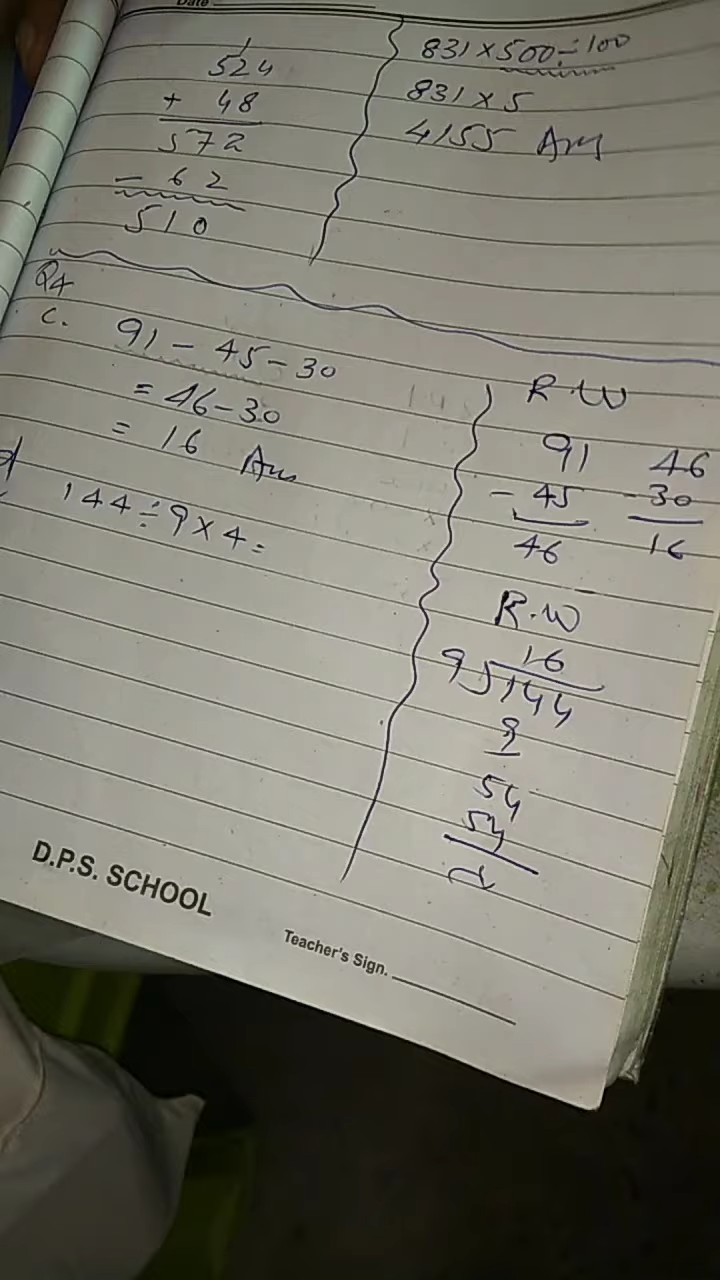 Date
1
524
+ 48
572
- 62
510
831 × 500 ÷ 100
831 × 5
4155 Ans
Q4
c. 91 - 45 - 30
= 46 - 30
= 16 Ans
R.W
91 46
- 45 - 30
46 16
d 144 ÷ 9 × 4 =
R.W
16
9 144
9
54
54
D.P.S. SCHOOL
Teacher's Sign.